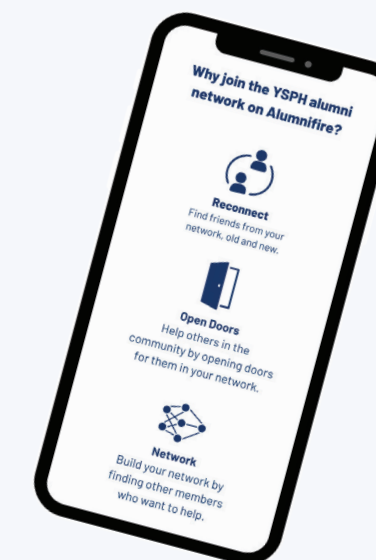 Why join the YSPH alumni
network on Alumnifire?
Reconnect
Find friends from your
network, old and new.
Open Doors
Help others in the
community by opening doors
for them in your network.
Network
Build your network by
finding other members
who want to help.